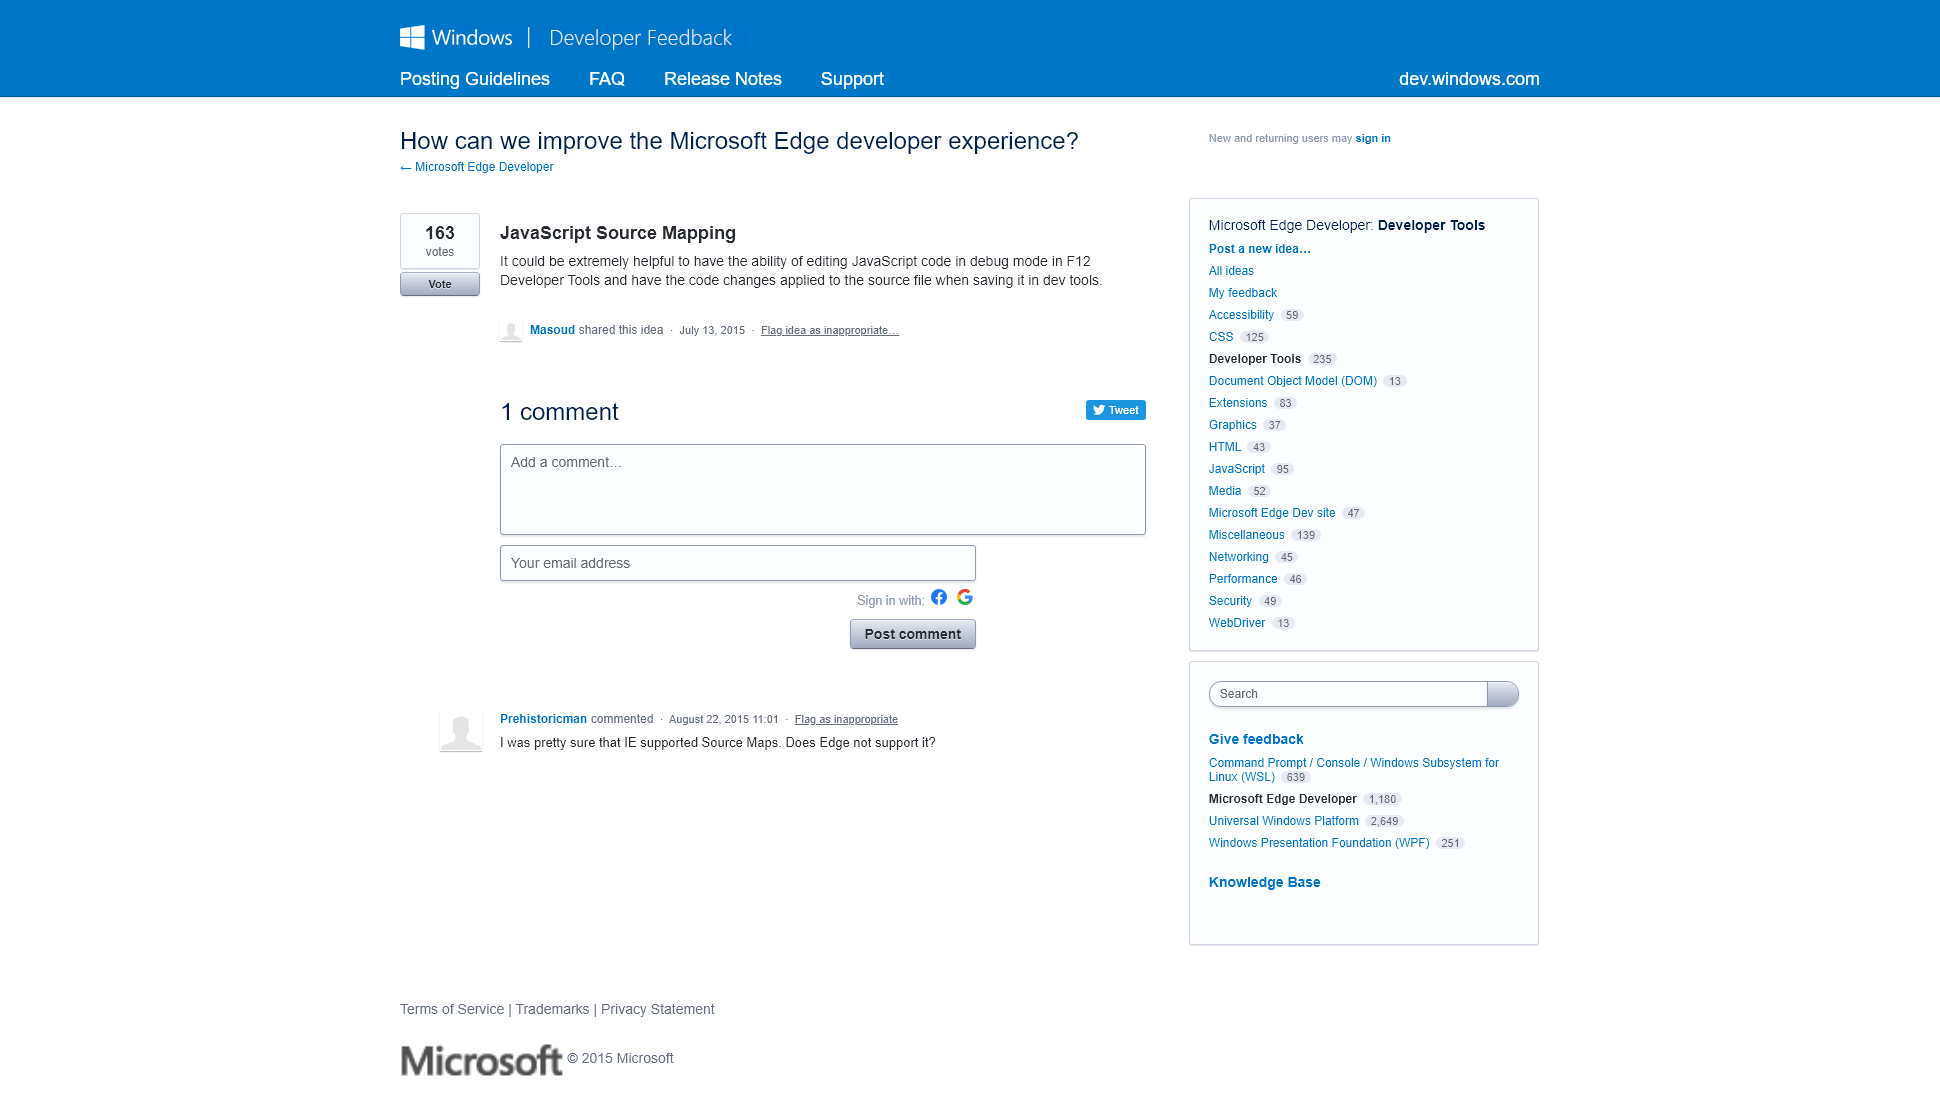 Windows | Developer Feedback
Posting Guidelines FAQ Release Notes Support dev.windows.com
How can we improve the Microsoft Edge developer experience?
← Microsoft Edge Developer
New and returning users may sign in
163
votes
Vote
JavaScript Source Mapping
It could be extremely helpful to have the ability of editing JavaScript code in debug mode in F12
Developer Tools and have the code changes applied to the source file when saving it in dev tools.
Masoud shared this idea · July 13, 2015 · Flag idea as inappropriate…
1 comment
Tweet
Add a comment…
Your email address
Sign in with:
Post comment
Prehistoricman commented · August 22, 2015 11:01 · Flag as inappropriate
I was pretty sure that IE supported Source Maps. Does Edge not support it?
Microsoft Edge Developer: Developer Tools
Post a new idea…
All ideas
My feedback
Accessibility 59
CSS 125
Developer Tools 235
Document Object Model (DOM) 13
Extensions 83
Graphics 37
HTML 43
JavaScript 95
Media 52
Microsoft Edge Dev site 47
Miscellaneous 139
Networking 45
Performance 46
Security 49
WebDriver 13
Search
Give feedback
Command Prompt / Console / Windows Subsystem for
Linux (WSL) 639
Microsoft Edge Developer 1,180
Universal Windows Platform 2,649
Windows Presentation Foundation (WPF) 251
Knowledge Base
Terms of Service | Trademarks | Privacy Statement
Microsoft © 2015 Microsoft